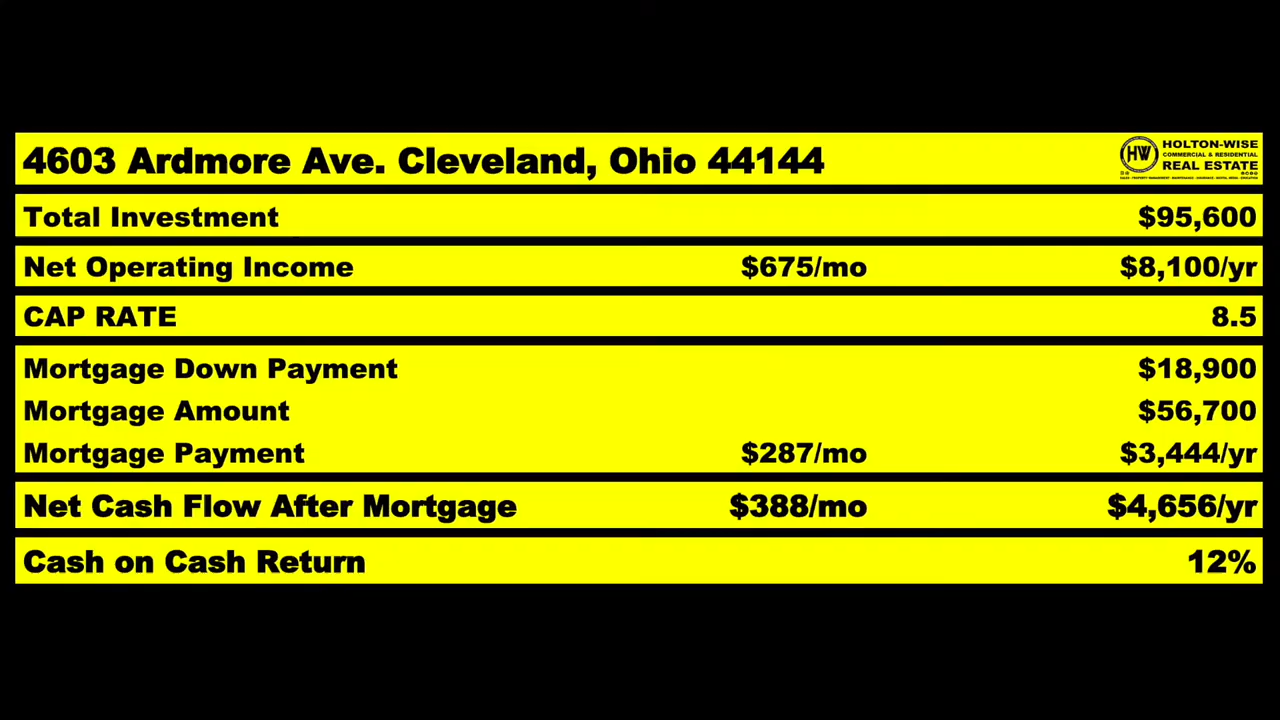 4603 Ardmore Ave. Cleveland, Ohio 44144
HW
HOLTON-WISE
COMMERCIAL & RESIDENTIAL
REAL ESTATE
Total Investment $95,600
Net Operating Income $675/mo $8,100/yr
CAP RATE 8.5
Mortgage Down Payment $18,900
Mortgage Amount $56,700
Mortgage Payment $287/mo $3,444/yr
Net Cash Flow After Mortgage $388/mo $4,656/yr
Cash on Cash Return 12%